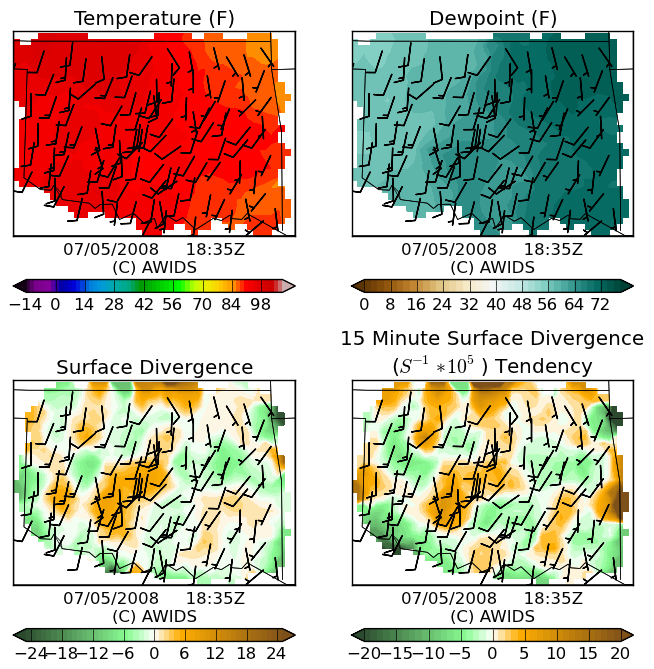 Temperature (F)
Dewpoint (F)
07/05/2008 18:35Z
(C) AWIDS
−14 0 14 28 42 56 70 84 98
07/05/2008 18:35Z
(C) AWIDS
0 8 16 24 32 40 48 56 64 72
Surface Divergence
15 Minute Surface Divergence
(S⁻¹ *10⁵ ) Tendency
07/05/2008 18:35Z
(C) AWIDS
−24 −18 −12 −6 0 6 12 18 24
07/05/2008 18:35Z
(C) AWIDS
−20 −15 −10 −5 0 5 10 15 20